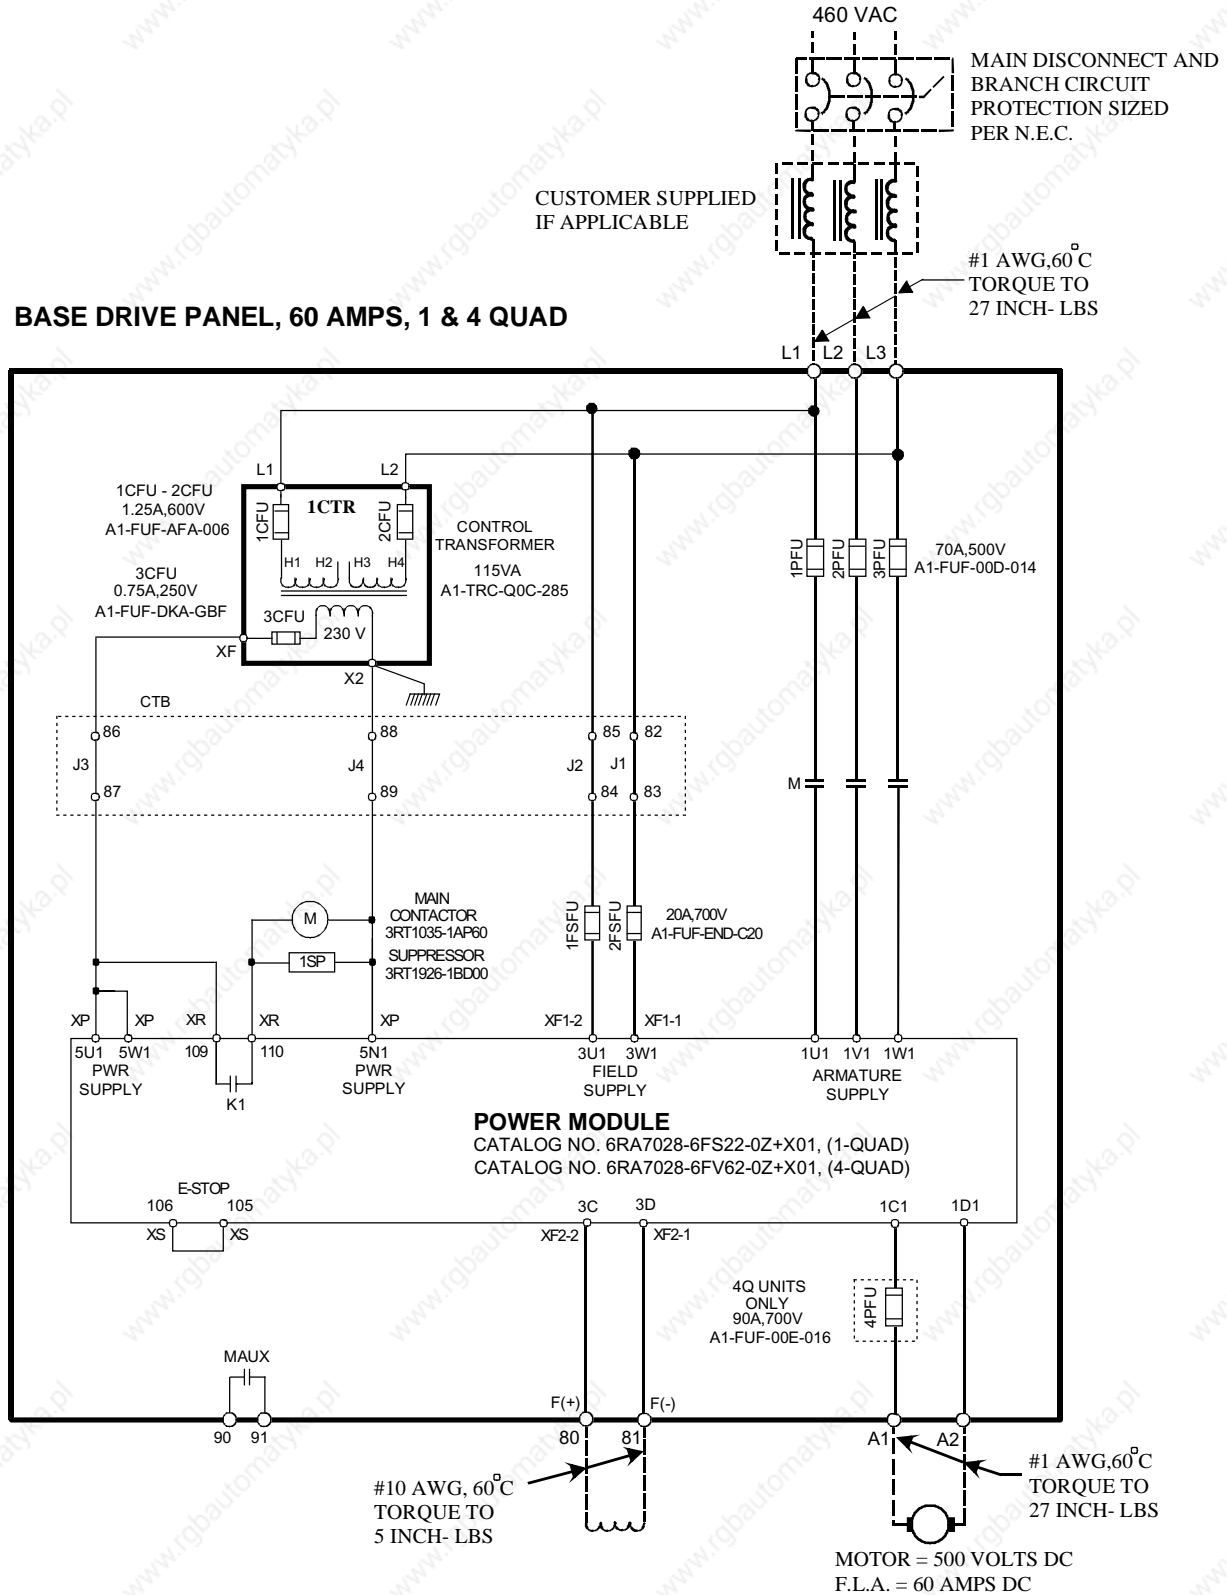 460 VAC
MAIN DISCONNECT AND
BRANCH CIRCUIT
PROTECTION SIZED
PER N.E.C.
CUSTOMER SUPPLIED
IF APPLICABLE
#1 AWG,60°C
TORQUE TO
27 INCH- LBS
BASE DRIVE PANEL, 60 AMPS, 1 & 4 QUAD
L1 L2 L3
L1 L2
1CFU - 2CFU
1.25A,600V
A1-FUF-AFA-006
1CTR
1CFU
2CFU
CONTROL
TRANSFORMER
115VA
A1-TRC-Q0C-285
H1 H2 H3 H4
3CFU
0.75A,250V
A1-FUF-DKA-GBF
3CFU
230 V
XF
X2
1PFU
2PFU
3PFU
70A,500V
A1-FUF-00D-014
CTB
86 88 85 82
J3 J4 J2 J1
87 89 84 83
M
M
MAIN
CONTACTOR
3RT1035-1AP60
1SP
SUPPRESSOR
3RT1926-1BD00
1FSFU
2FSFU
20A,700V
A1-FUF-END-C20
XP XP XR XR XP XF1-2 XF1-1
5U1 5W1 109 110 5N1 3U1 3W1 1U1 1V1 1W1
PWR
SUPPLY
K1
PWR
SUPPLY
FIELD
SUPPLY
ARMATURE
SUPPLY
POWER MODULE
CATALOG NO. 6RA7028-6FS22-0Z+X01, (1-QUAD)
CATALOG NO. 6RA7028-6FV62-0Z+X01, (4-QUAD)
E-STOP
106 105
XS XS
3C 3D 1C1 1D1
XF2-2 XF2-1
4Q UNITS
ONLY
90A,700V
A1-FUF-00E-016
4PFU
MAUX
90 91
F(+) F(-)
80 81
A1 A2
#10 AWG, 60°C
TORQUE TO
5 INCH- LBS
#1 AWG,60°C
TORQUE TO
27 INCH- LBS
MOTOR = 500 VOLTS DC
F.L.A. = 60 AMPS DC
www.rgbautomatyka.pl